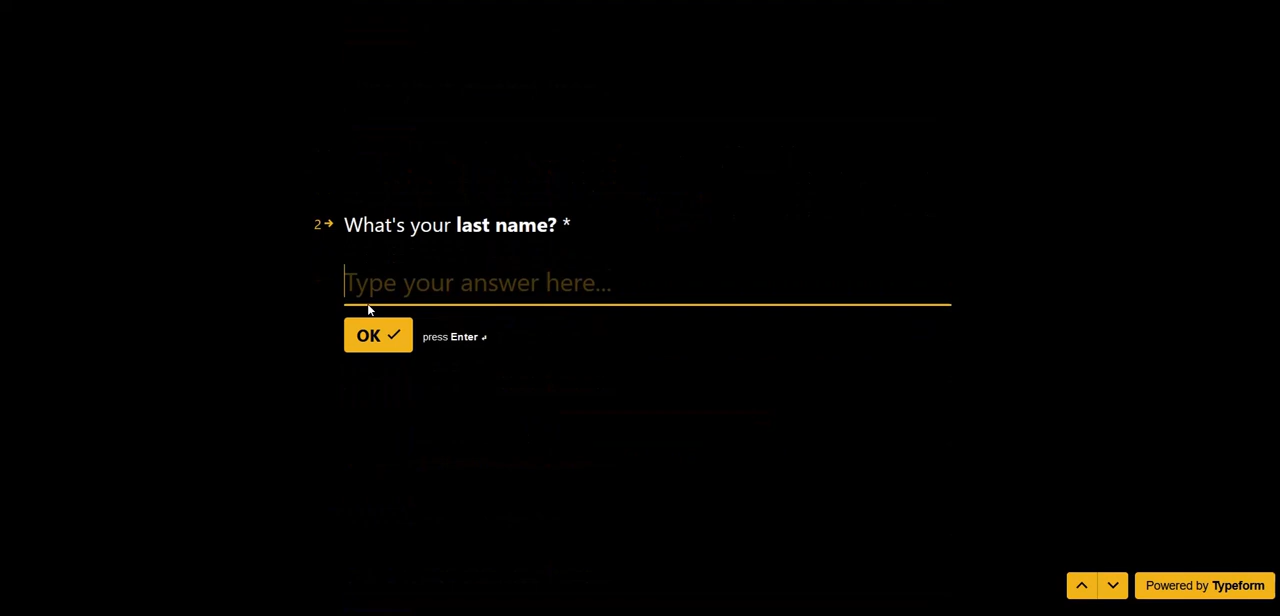 2→ What's your last name? *
Type your answer here...
OK ✓ press Enter ↵
Powered by Typeform